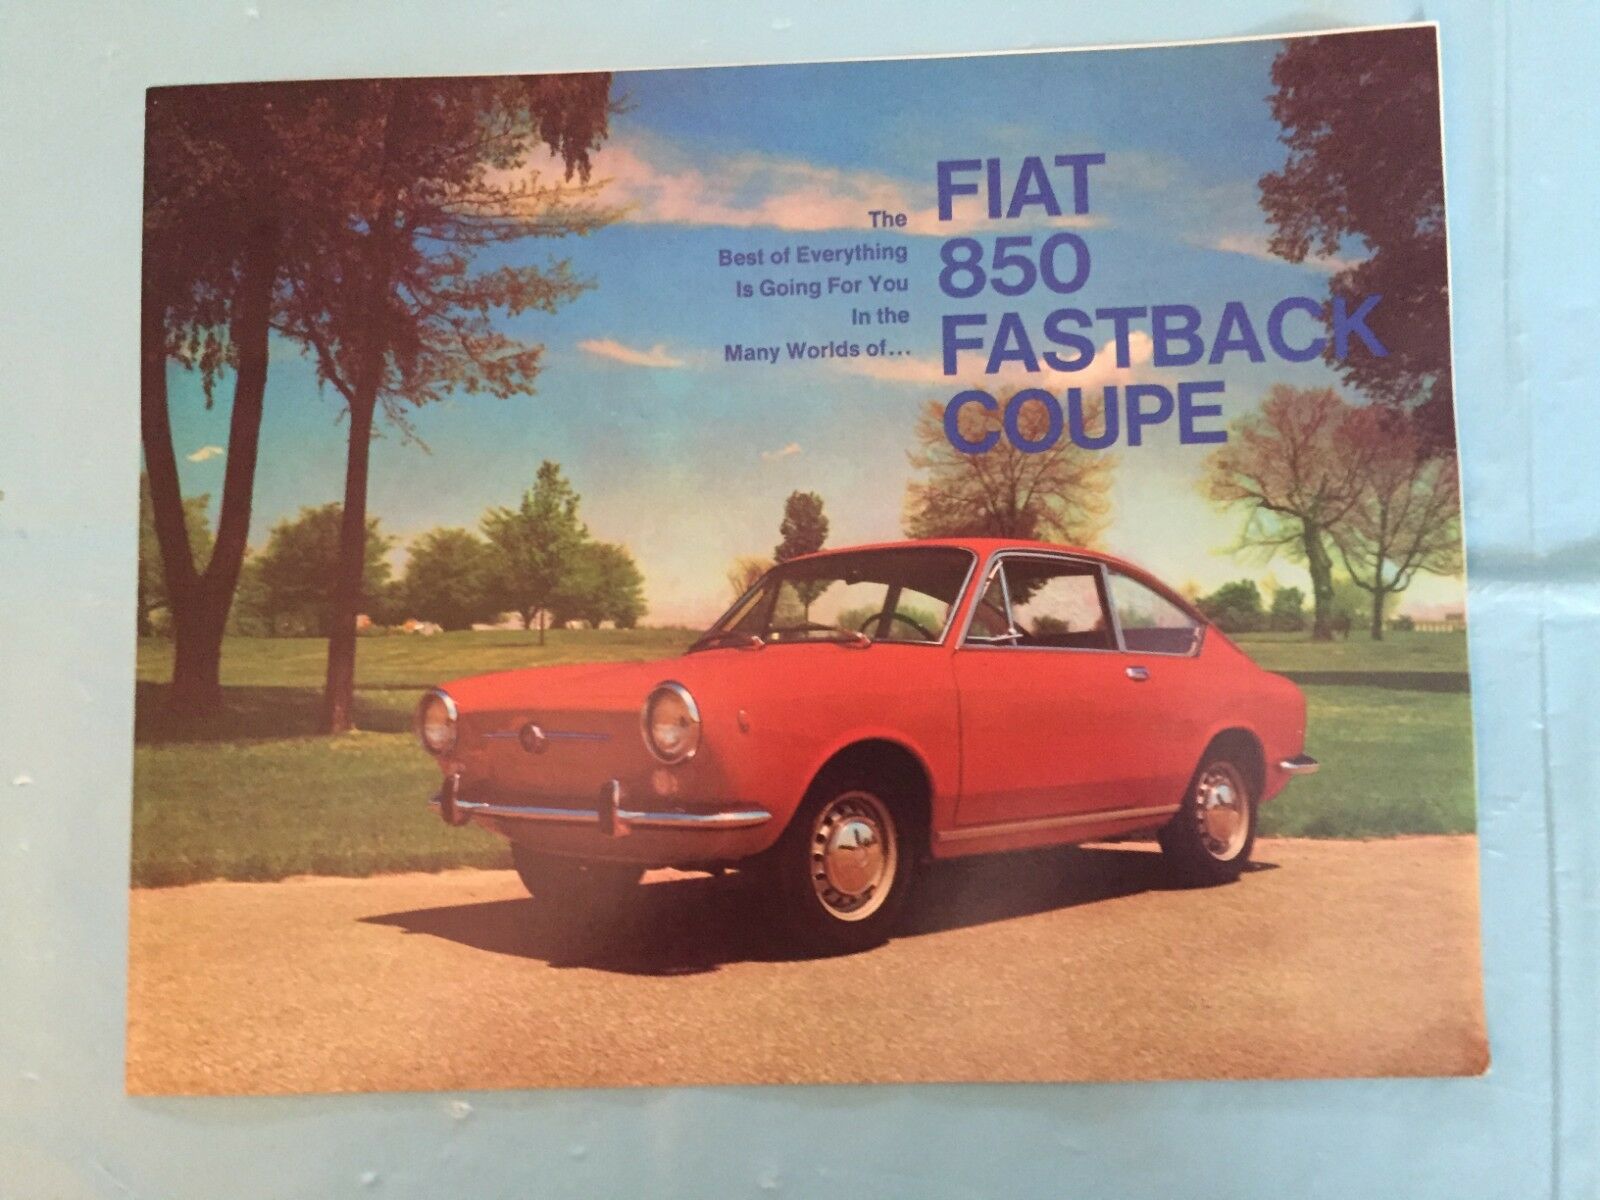 The
Best of Everything
Is Going For You
In the
Many Worlds of...
FIAT
850
FASTBACK
COUPE